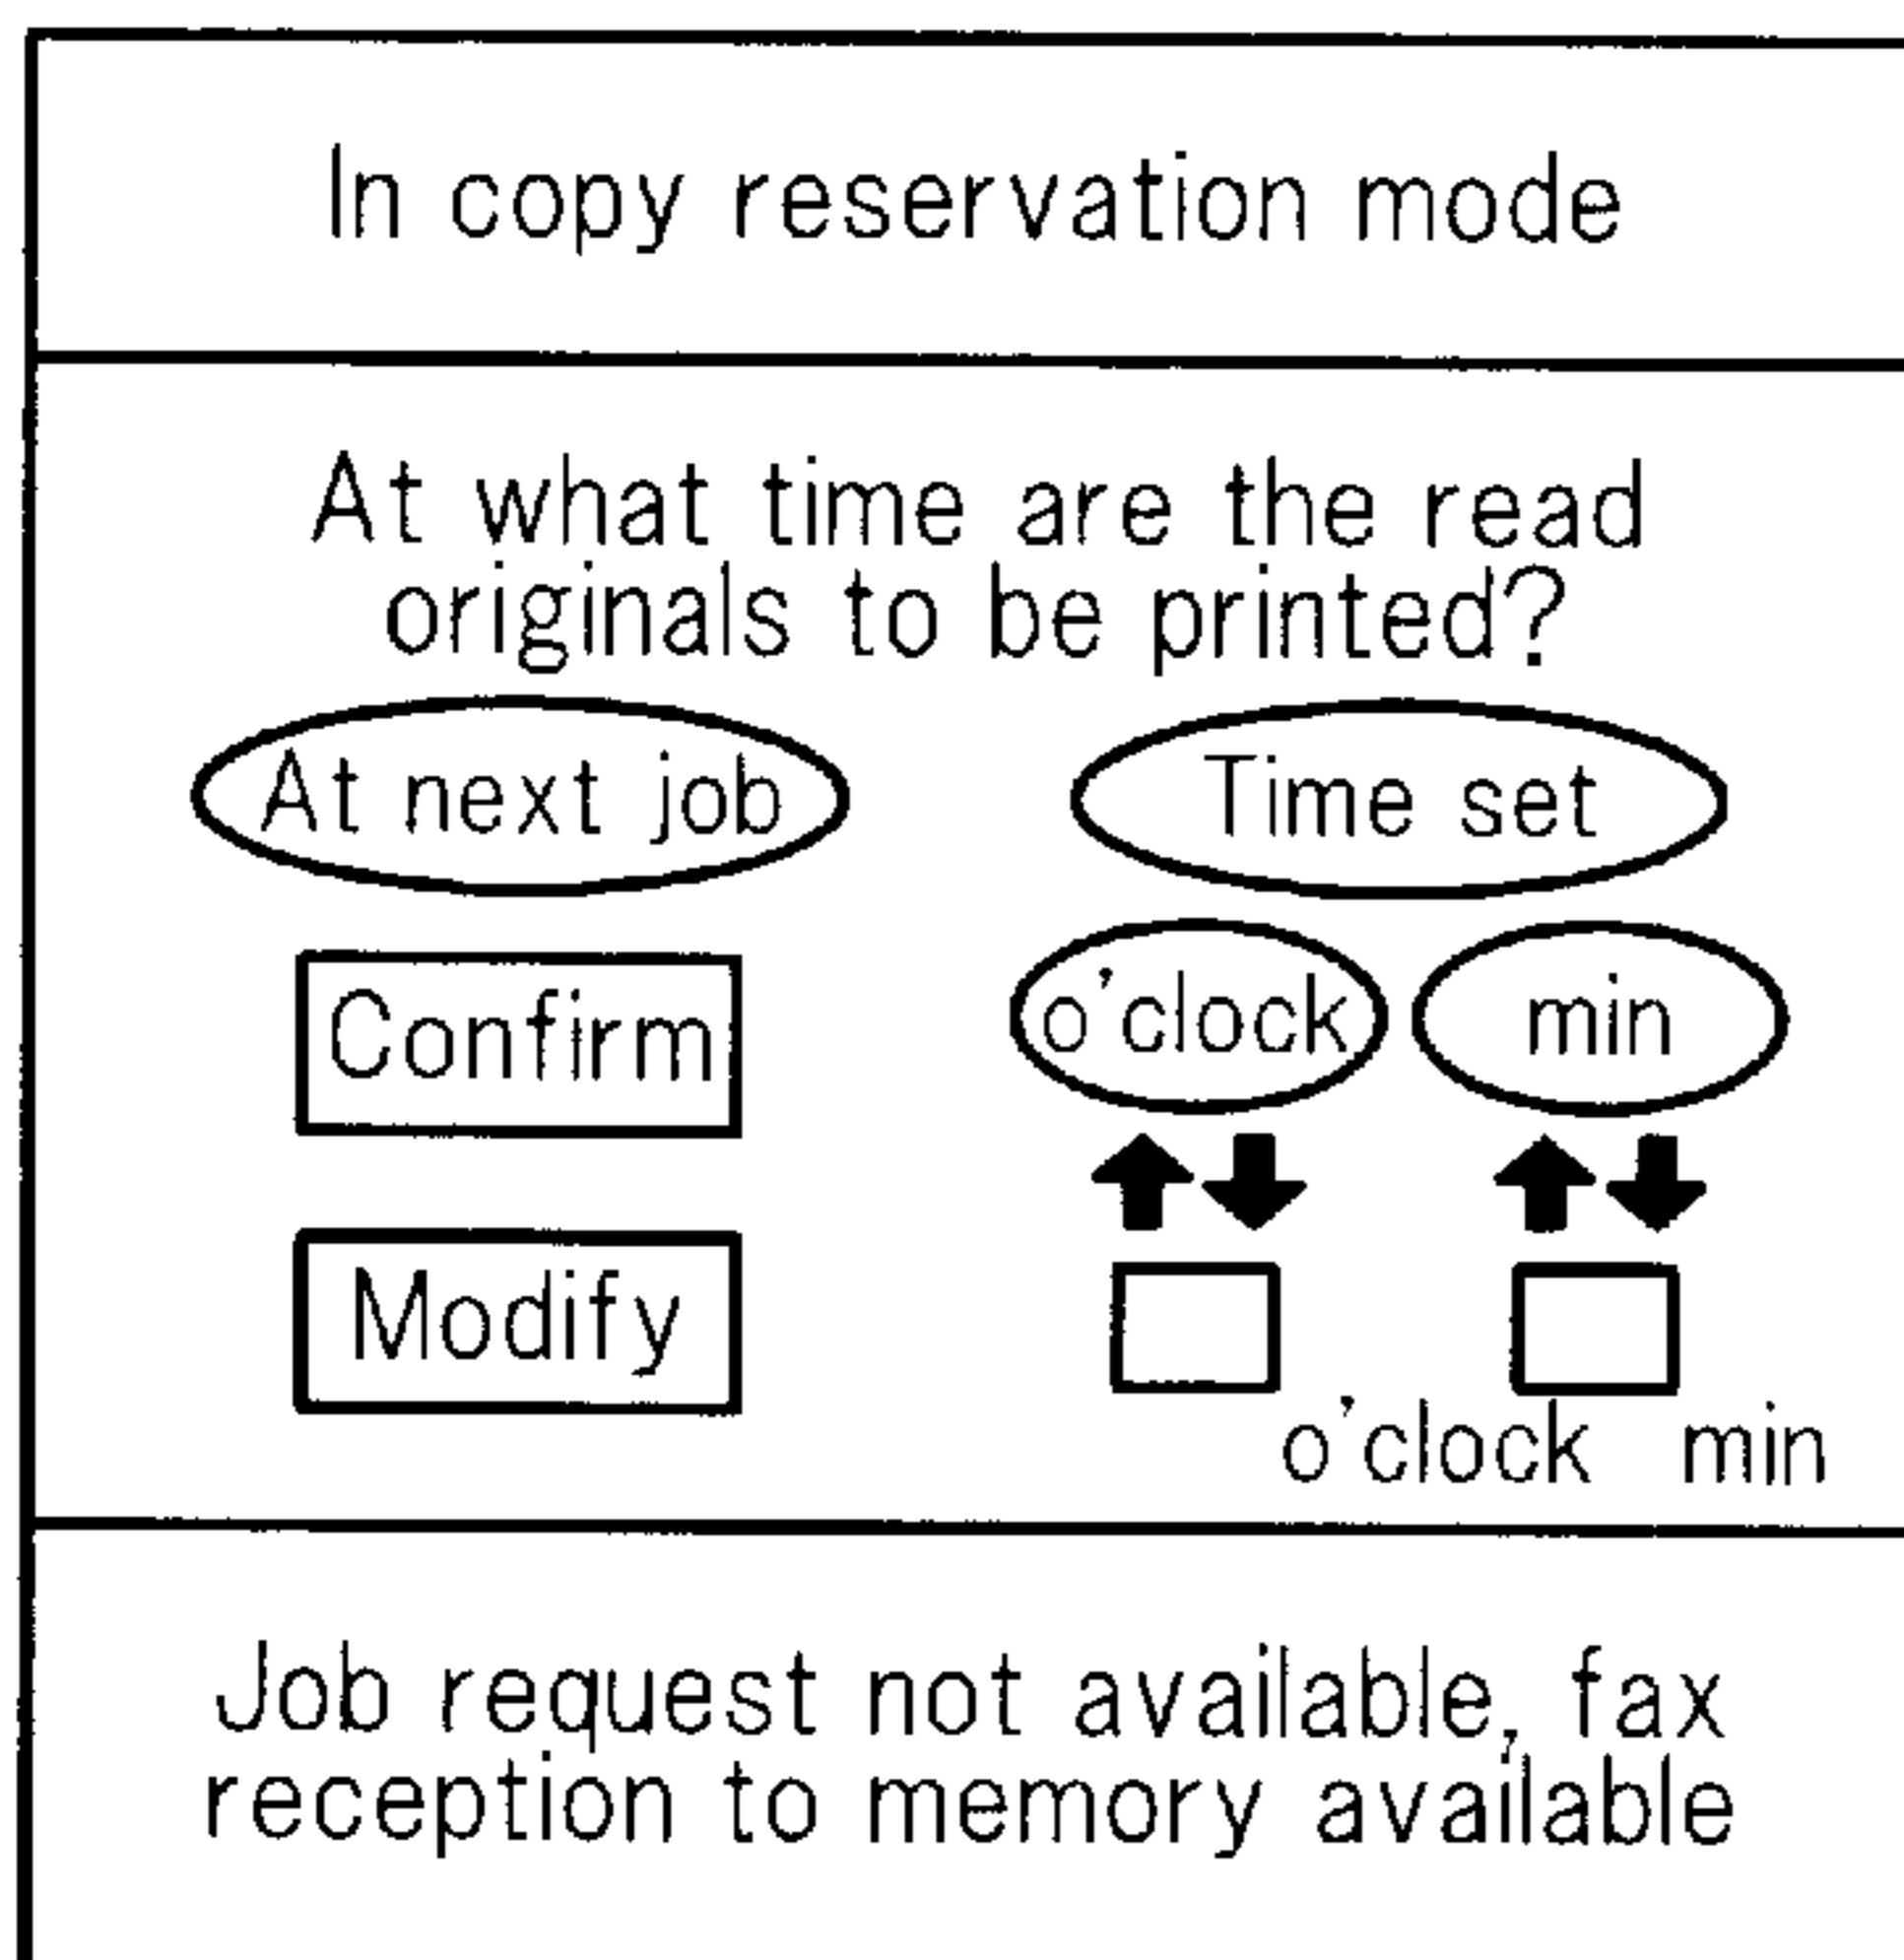 In copy reservation mode
At what time are the read
originals to be printed?
At next job
Time set
Confirm
o'clock
min
Modify
o'clock
min
Job request not available, fax
reception to memory available